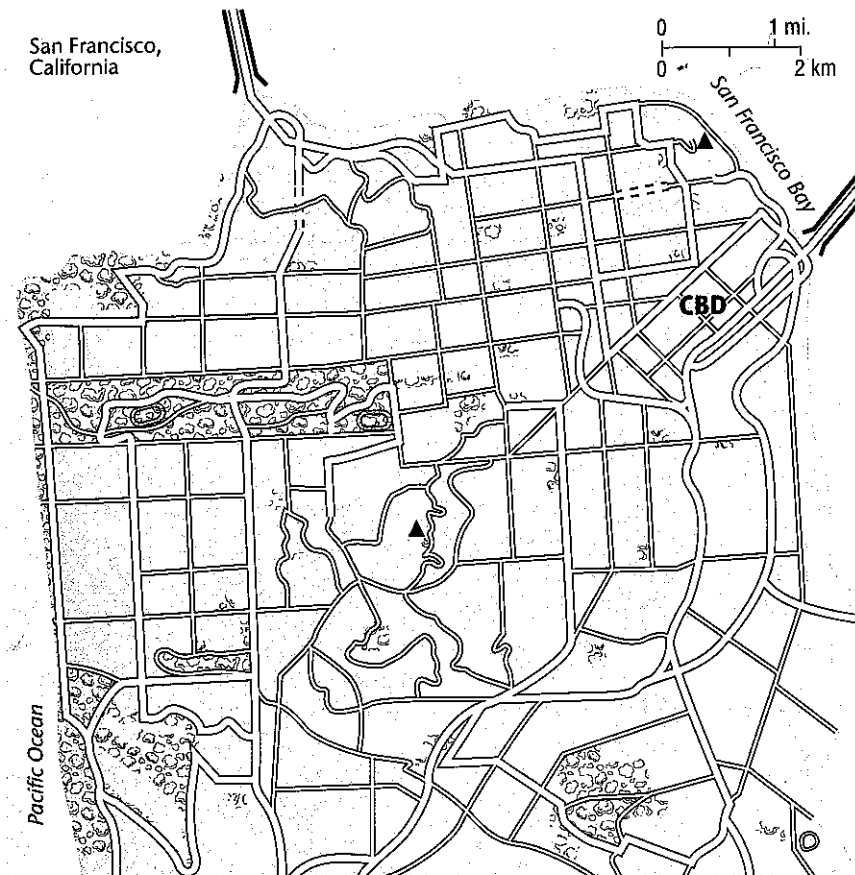 San Francisco,
California
0 1 mi.
0 2 km
San Francisco Bay
CBD
Pacific Ocean